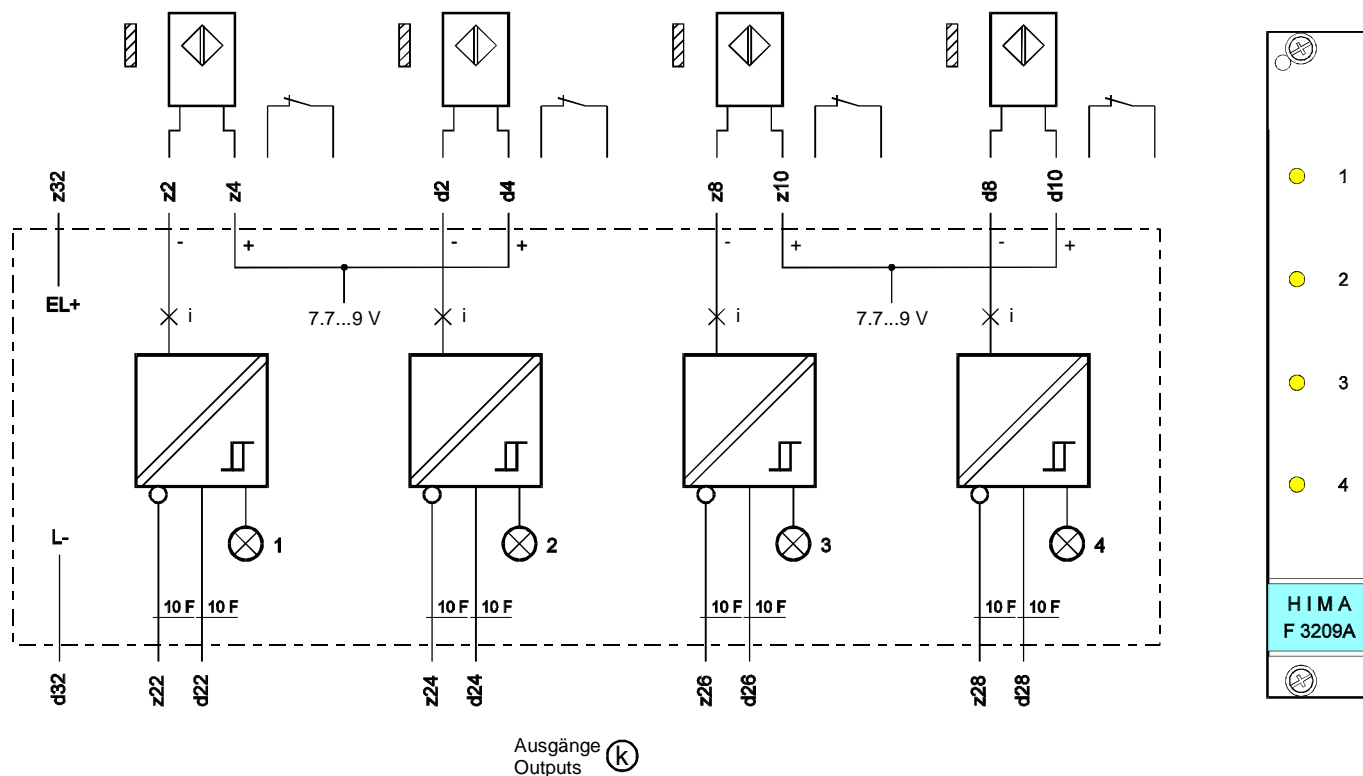 z32 z2 z4 d2 d4 z8 z10 d8 d10
- + - + - + - +
EL+ i 7.7...9 V i i 7.7...9 V i
L- 1 2 3 4
10 F 10 F 10 F 10 F 10 F 10 F 10 F 10 F
d32 z22 d22 z24 d24 z26 d26 z28 d28
Ausgänge k
Outputs
1
2
3
4
HIMA
F 3209A